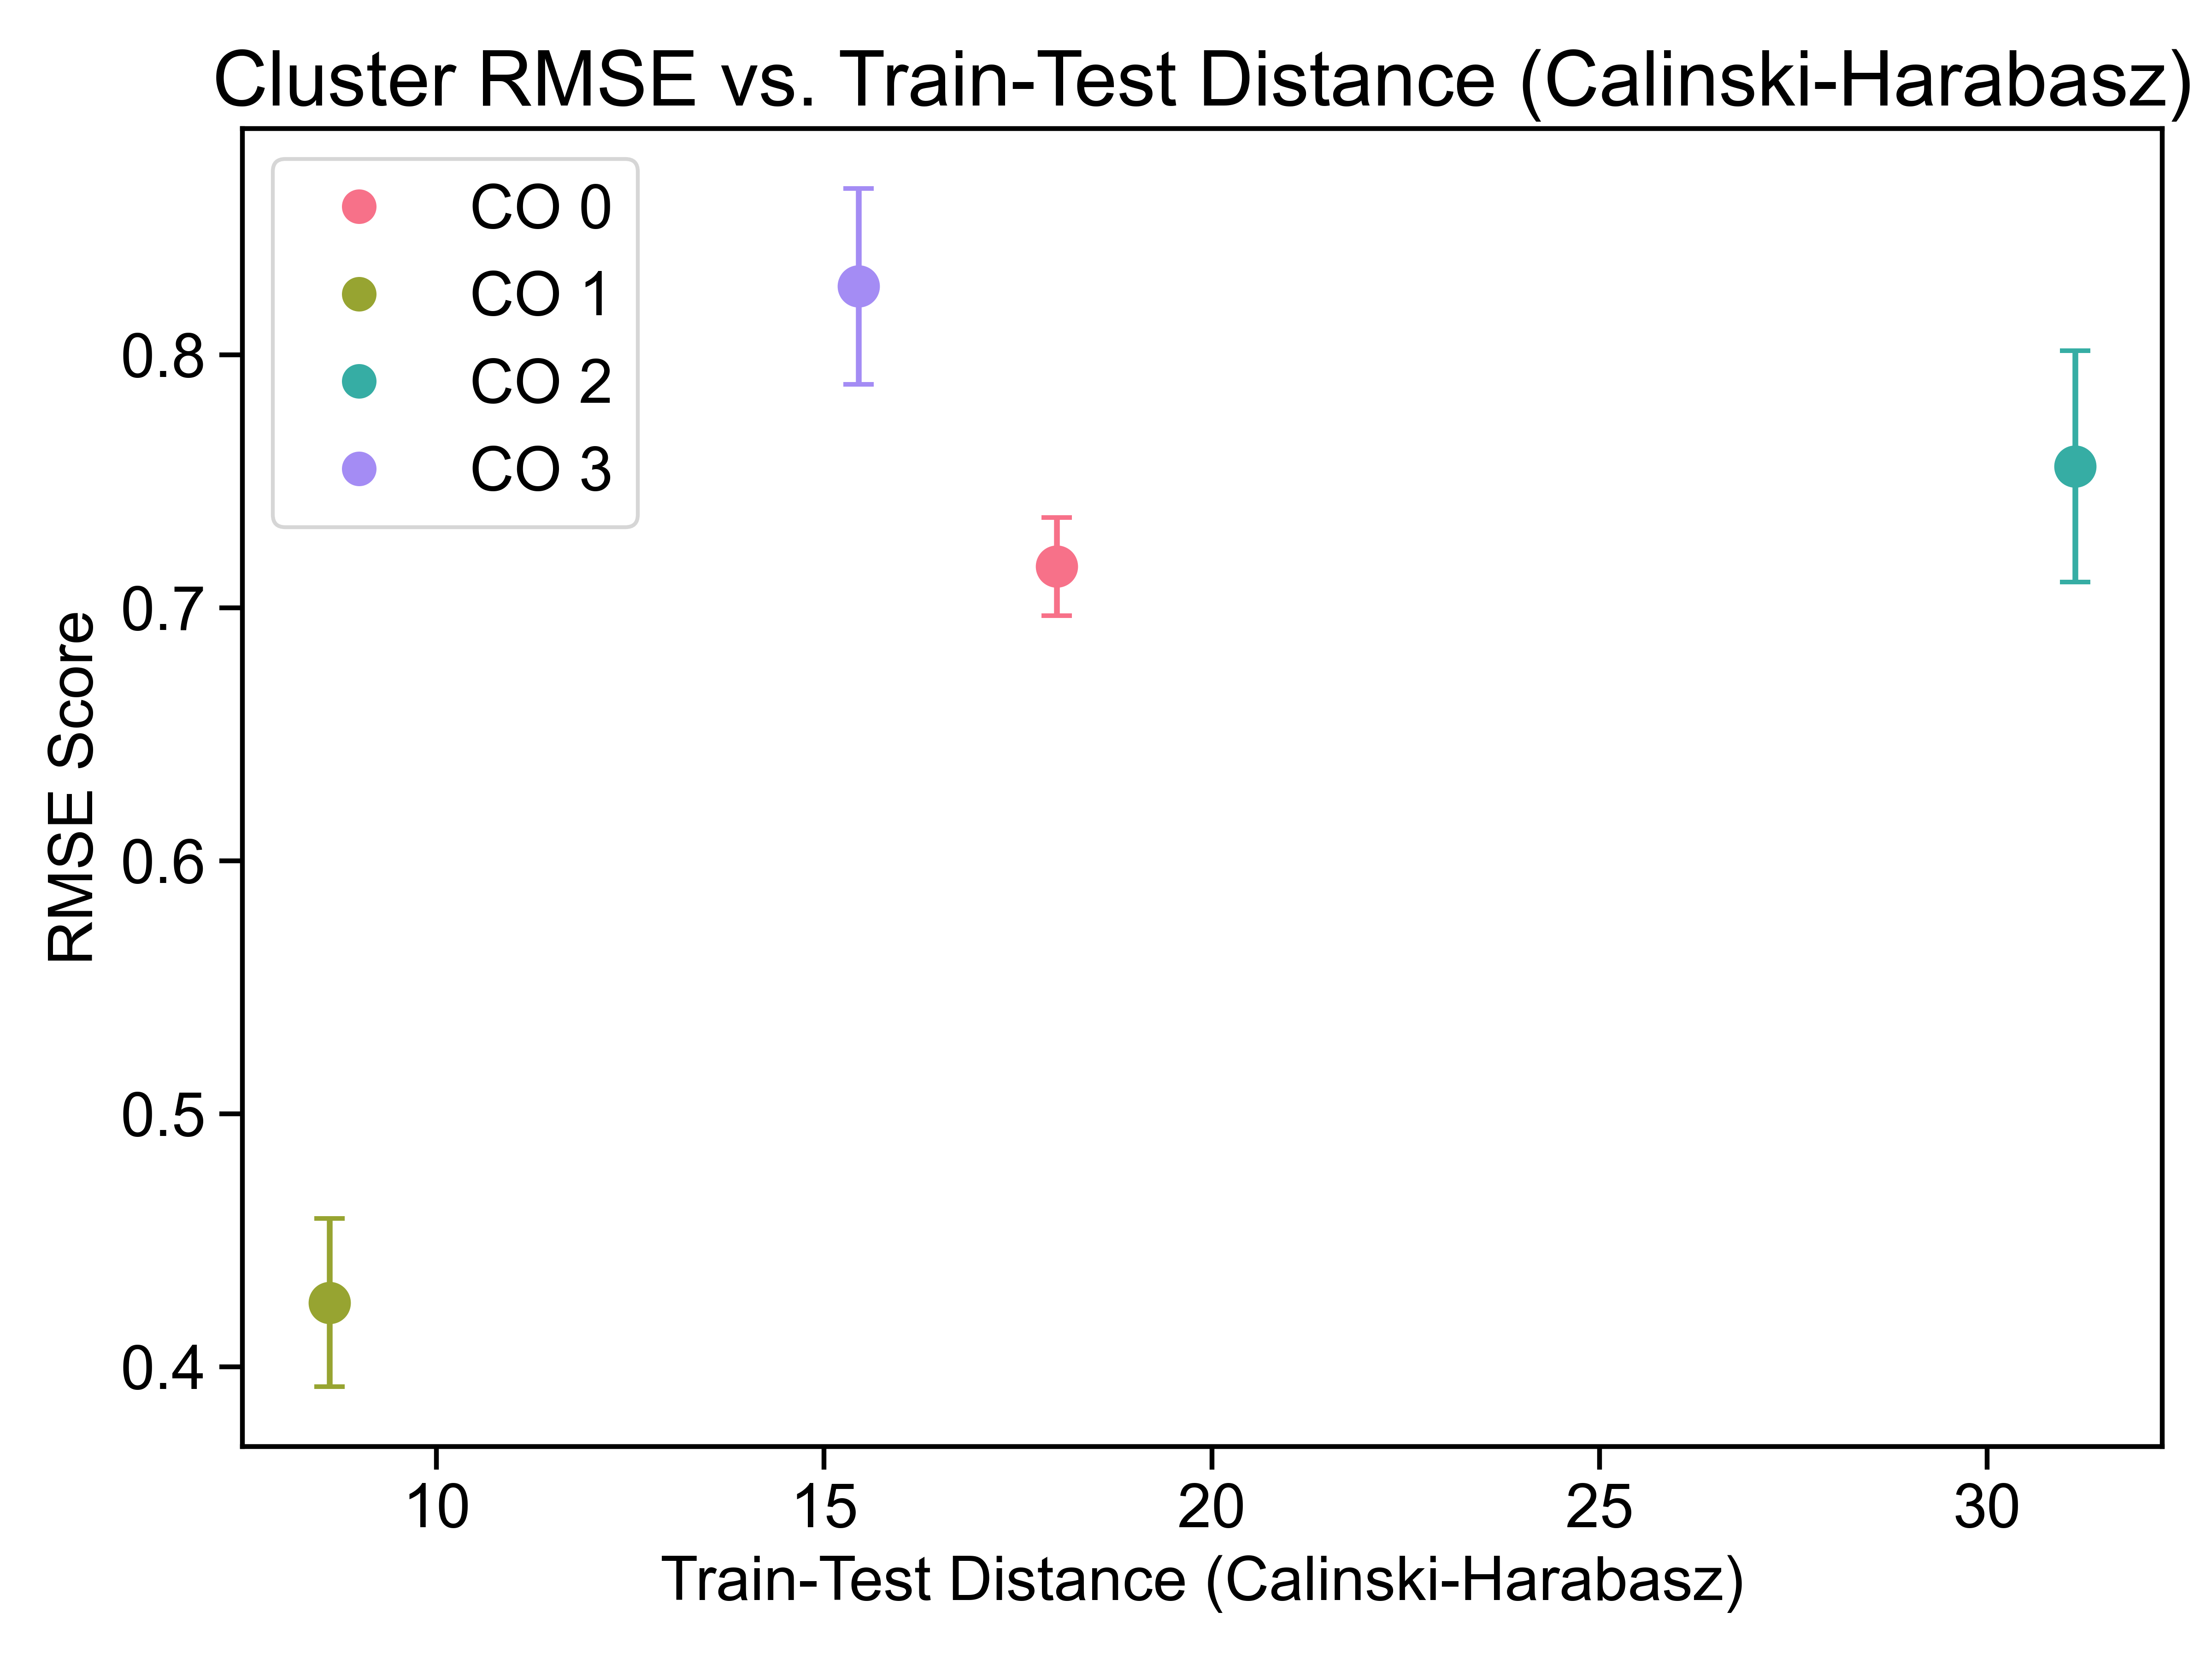 Cluster RMSE vs. Train-Test Distance (Calinski-Harabasz)
CO 0
CO 1
CO 2
CO 3
RMSE Score
0.8
0.7
0.6
0.5
0.4
10 15 20 25 30
Train-Test Distance (Calinski-Harabasz)